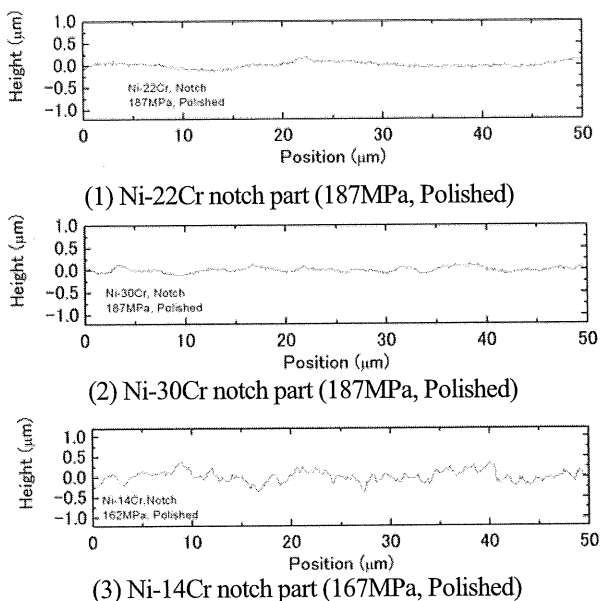 Height (μm)
1.0
0.5
0.0
−0.5
−1.0
Ni-22Cr, Notch
187MPa, Polished
0 10 20 30 40 50
Position (μm)
(1) Ni-22Cr notch part (187MPa, Polished)
Height (μm)
1.0
0.5
0.0
−0.5
−1.0
Ni-30Cr, Notch
187MPa, Polished
0 10 20 30 40 50
Position (μm)
(2) Ni-30Cr notch part (187MPa, Polished)
Height (μm)
1.0
0.5
0.0
−0.5
−1.0
Ni-14Cr,Notch
162MPa, Polished
0 10 20 30 40 50
Position (μm)
(3) Ni-14Cr notch part (167MPa, Polished)